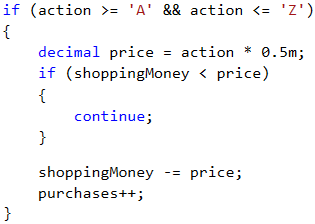 if (action >= 'A' && action <= 'Z')
{
    decimal price = action * 0.5m;
    if (shoppingMoney < price)
    {
        continue;
    }

    shoppingMoney -= price;
    purchases++;
}